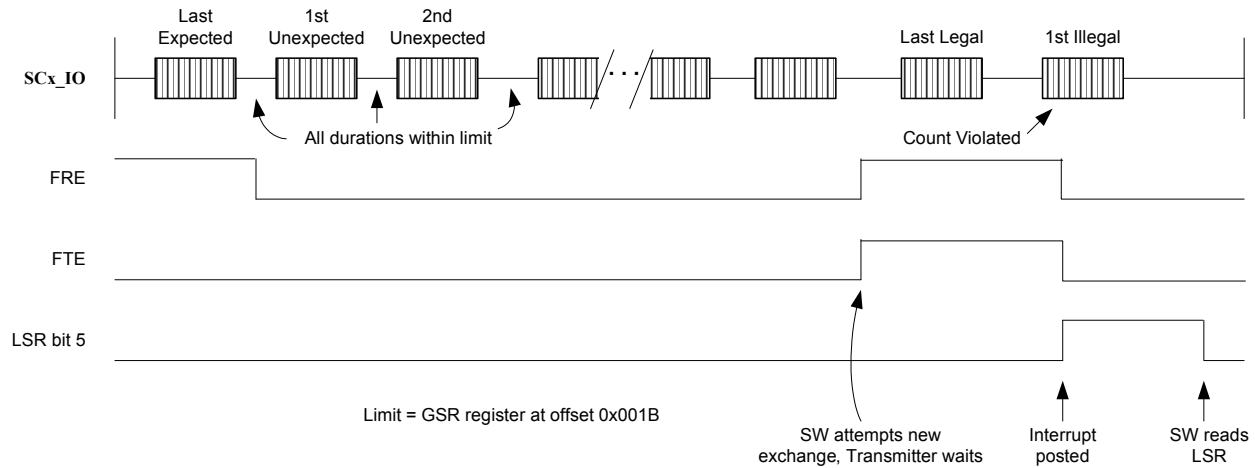 Last
Expected
1st
Unexpected
2nd
Unexpected
Last Legal
1st Illegal
SCx_IO
. . .
All durations within limit
Count Violated
FRE
FTE
LSR bit 5
Limit = GSR register at offset 0x001B
SW attempts new
exchange, Transmitter waits
Interrupt
posted
SW reads
LSR